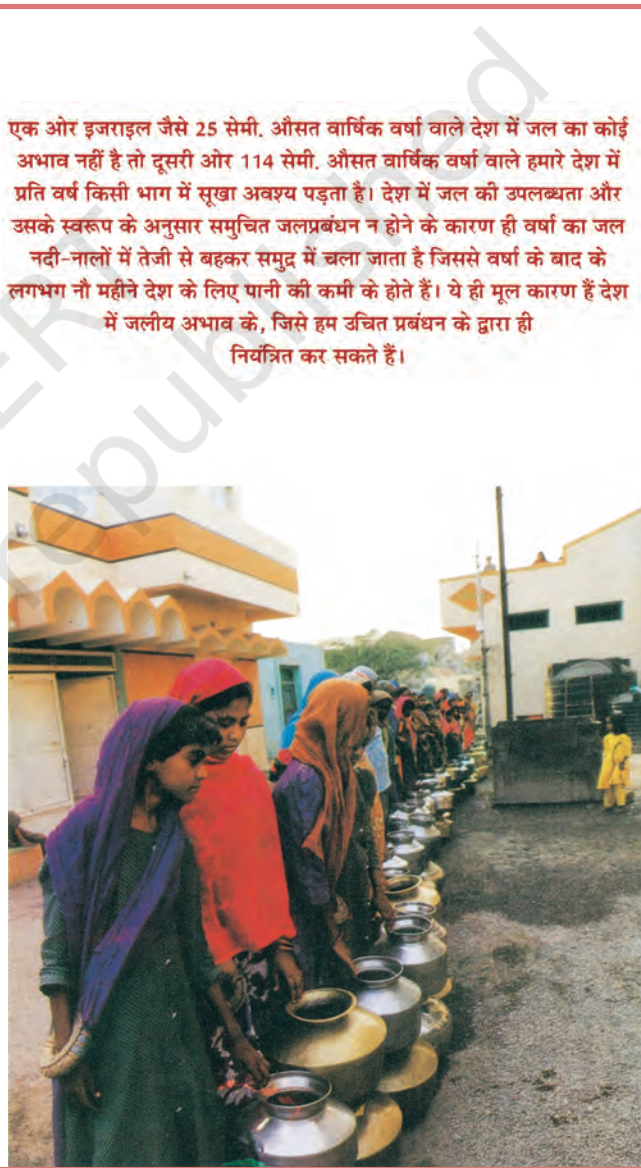 एक ओर इजराइल जैसे 25 सेमी. औसत वार्षिक वर्षा वाले देश में जल का कोई
अभाव नहीं है तो दूसरी ओर 114 सेमी. औसत वार्षिक वर्षा वाले हमारे देश में
प्रति वर्ष किसी भाग में सूखा अवश्य पड़ता है। देश में जल की उपलब्धता और
उसके स्वरूप के अनुसार समुचित जलप्रबंधन न होने के कारण ही वर्षा का जल
नदी-नालों में तेजी से बहकर समुद्र में चला जाता है जिससे वर्षा के बाद के
लगभग नौ महीने देश के लिए पानी की कमी के होते हैं। ये ही मूल कारण हैं देश
में जलीय अभाव के, जिसे हम उचित प्रबंधन के द्वारा ही
नियंत्रित कर सकते हैं।
republished